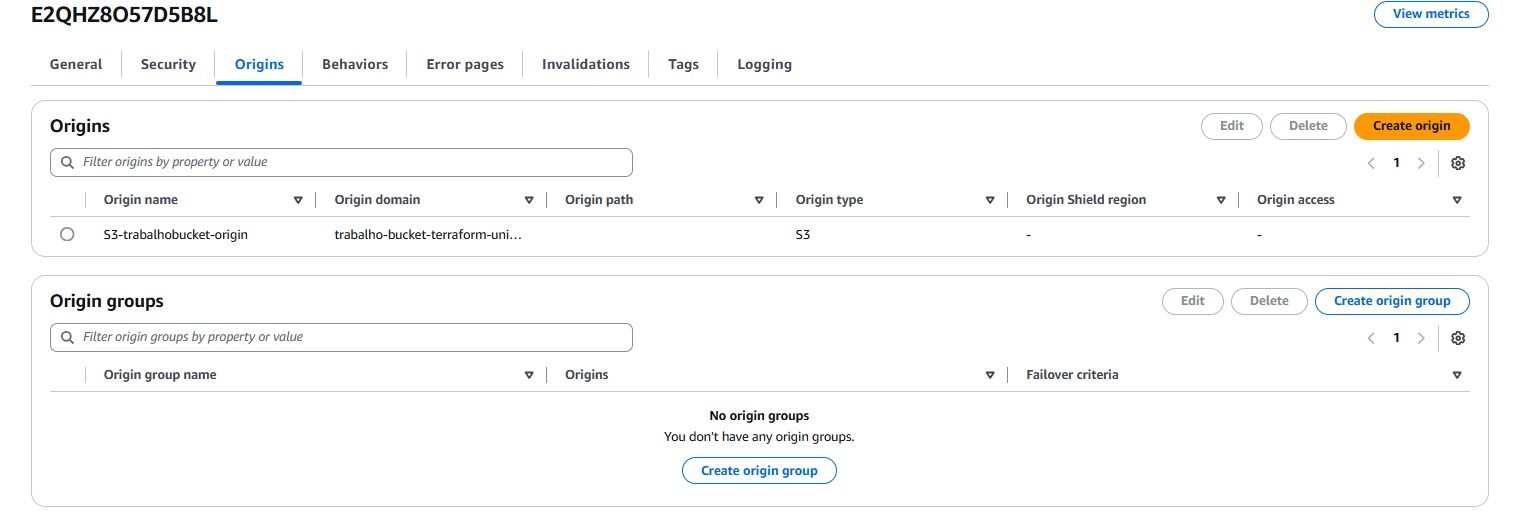 E2QHZ8O57D5B8L
View metrics
General Security Origins Behaviors Error pages Invalidations Tags Logging
Origins
Edit Delete Create origin
Filter origins by property or value
1
Origin name Origin domain Origin path Origin type Origin Shield region Origin access
S3-trabalhobucket-origin trabalho-bucket-terraform-uni... S3 - -
Origin groups
Edit Delete Create origin group
Filter origin groups by property or value
1
Origin group name Origins Failover criteria
No origin groups
You don't have any origin groups.
Create origin group